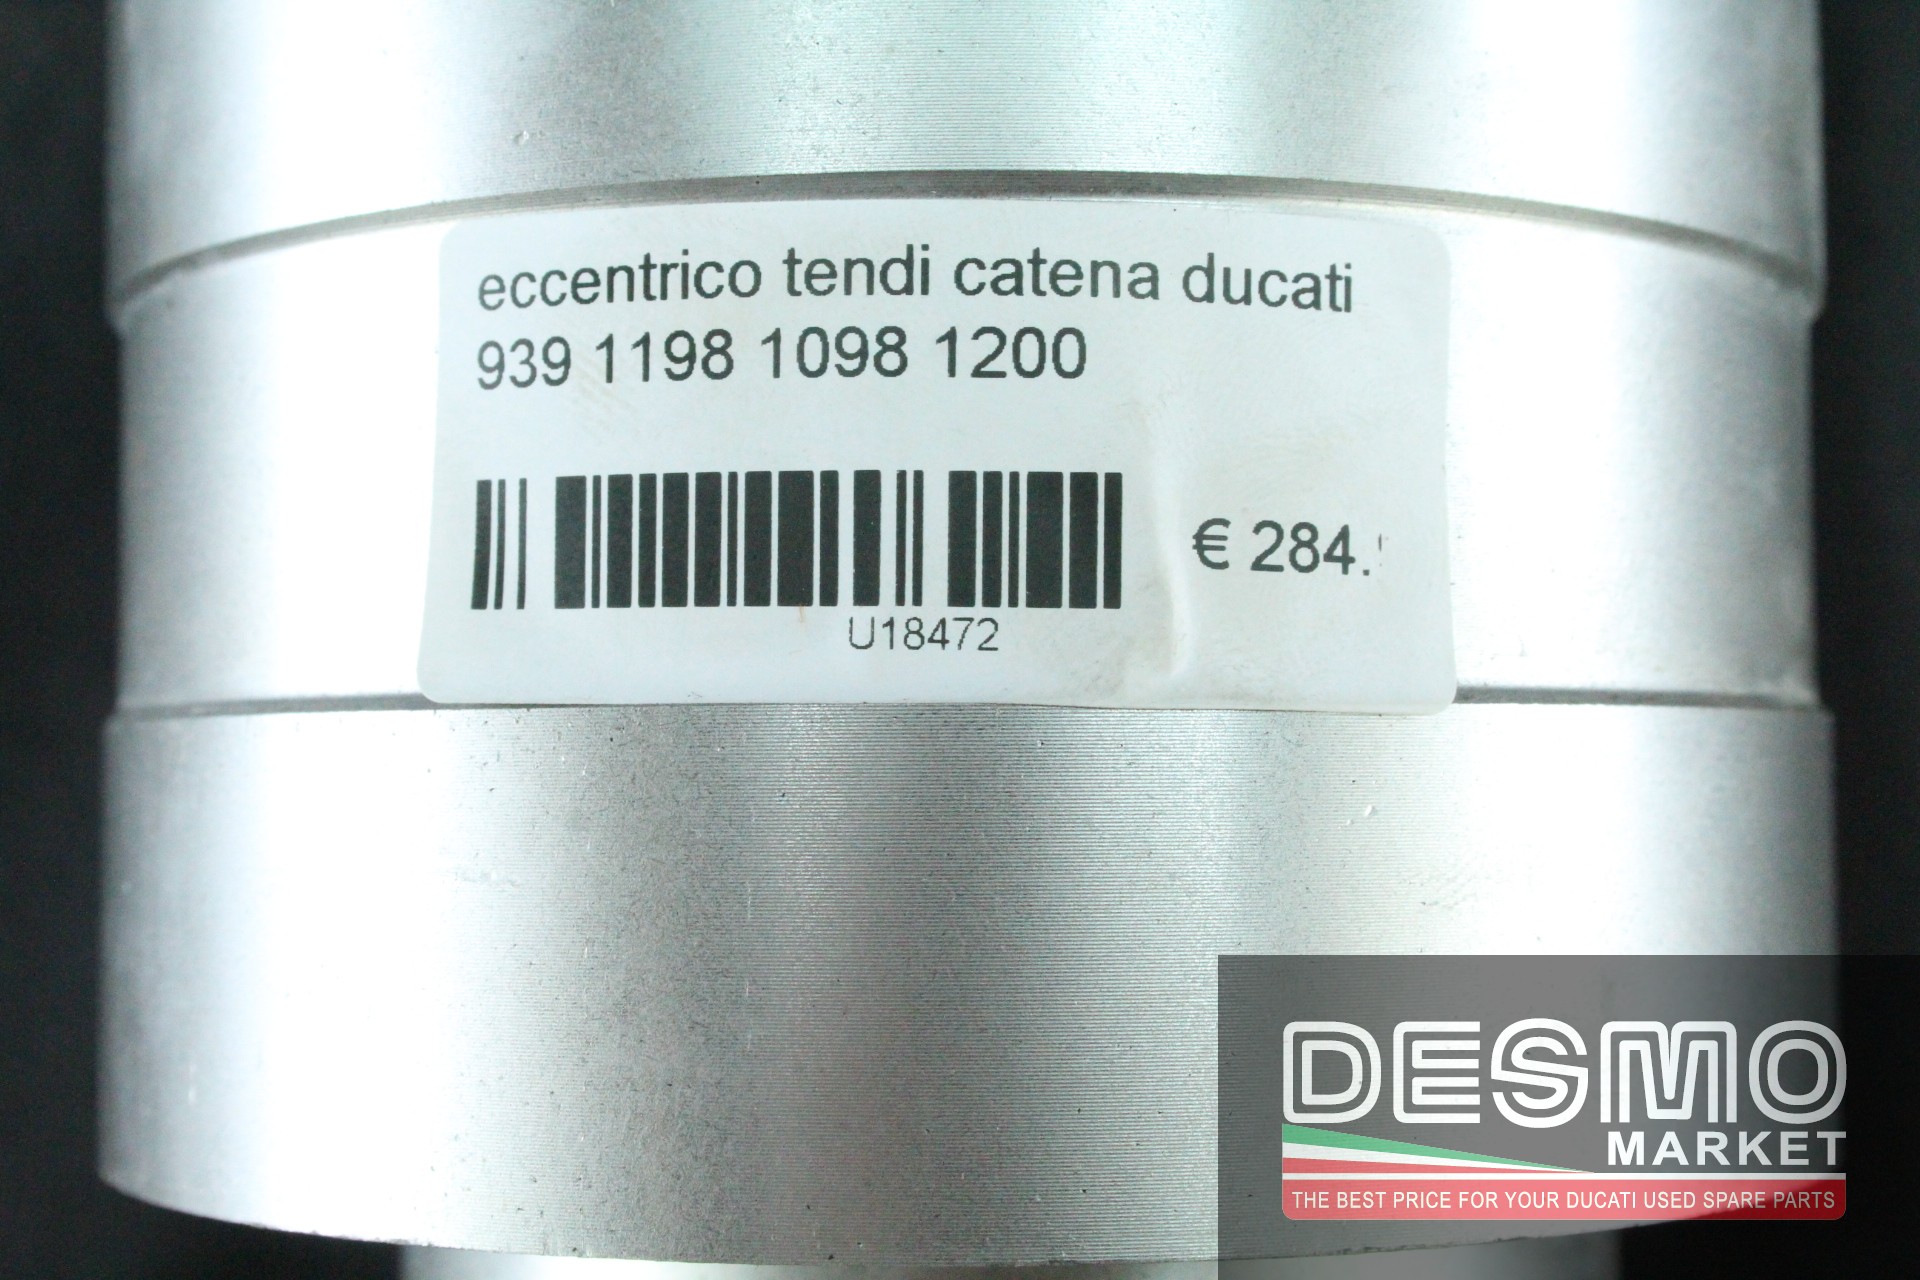 eccentrico tendi catena ducati
939 1198 1098 1200
€ 284.
U18472
DESMO
MARKET
THE BEST PRICE FOR YOUR DUCATI USED SPARE PARTS